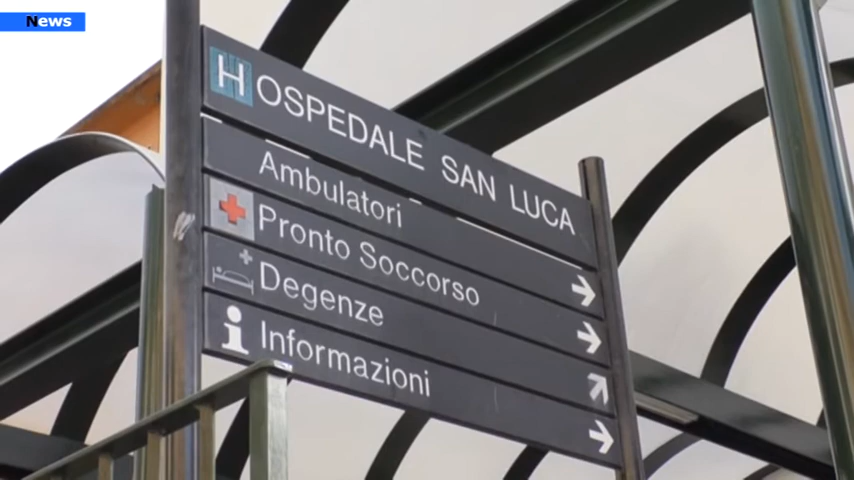 News
HOSPEDALE SAN LUCA
Ambulatori
Pronto Soccorso
Degenze
Informazioni